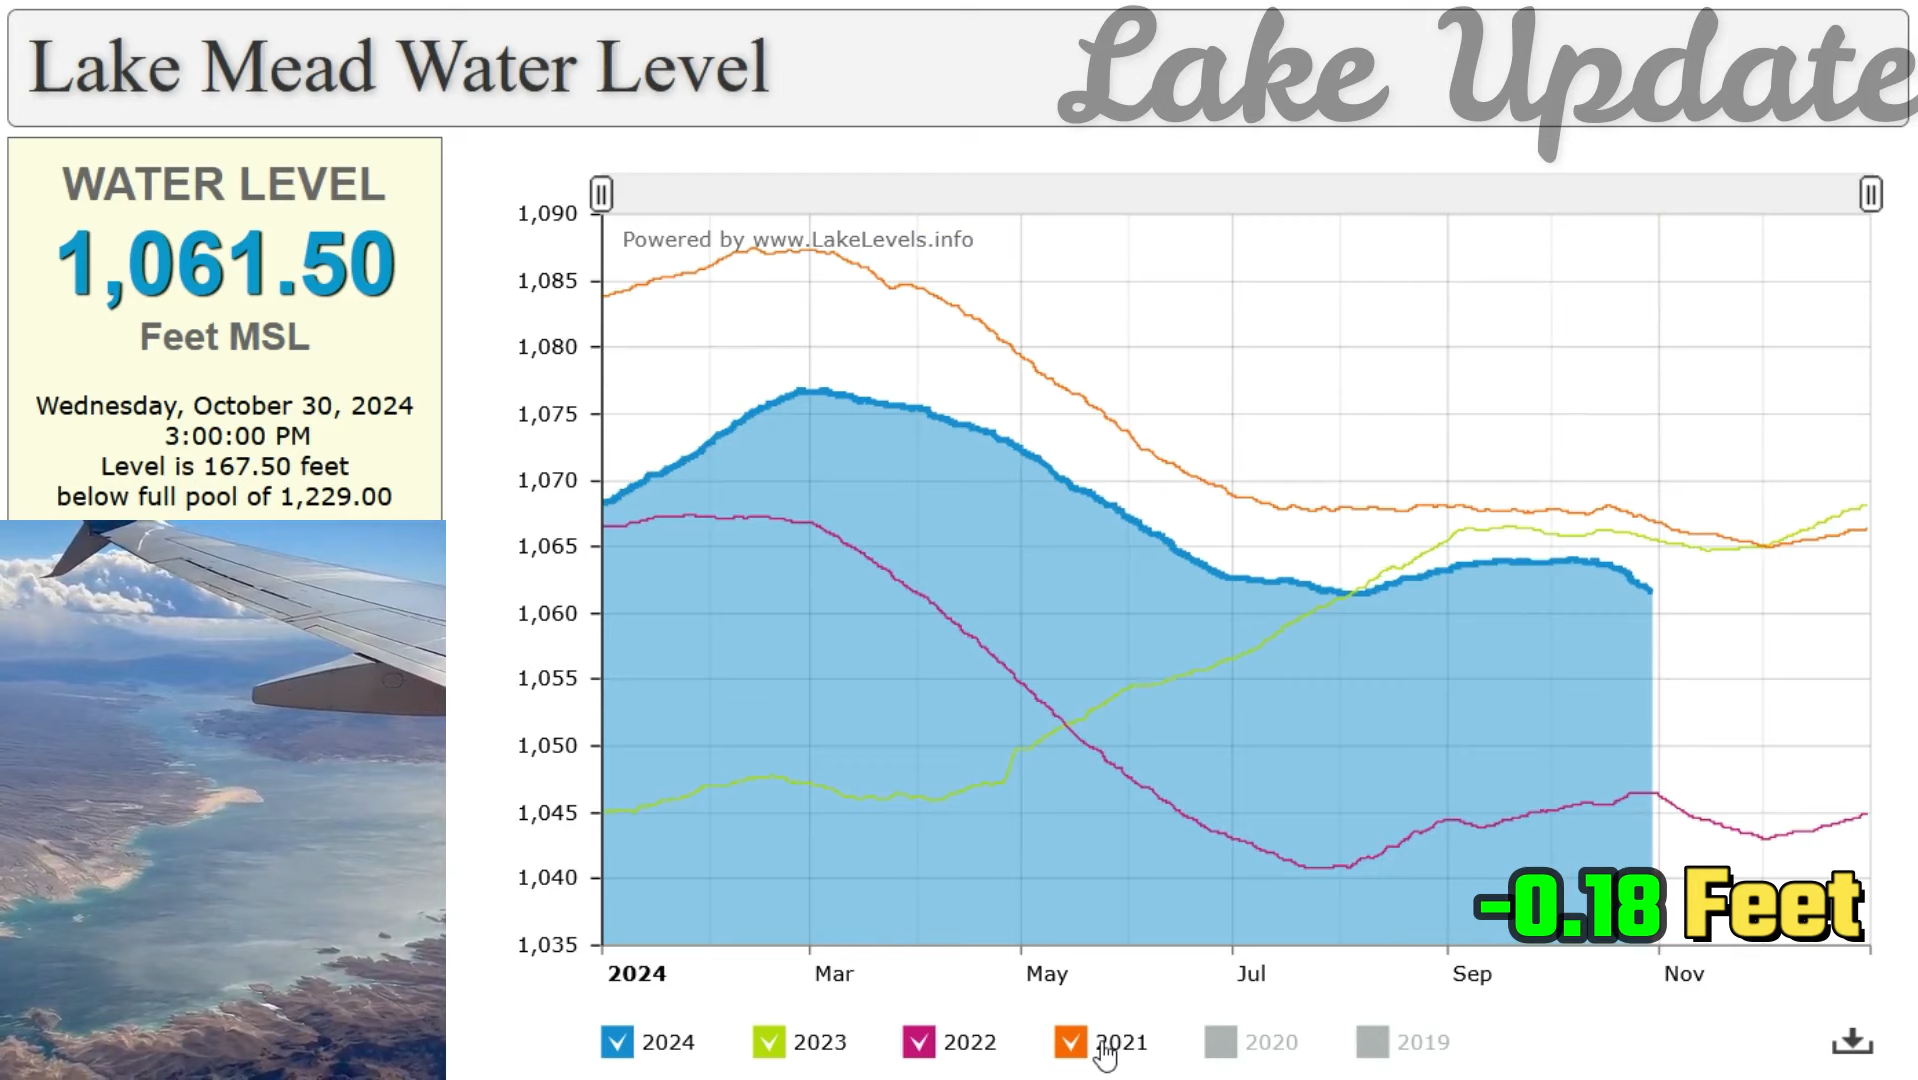 Lake Mead Water Level
Lake Update
WATER LEVEL
1,061.50
Feet MSL
Wednesday, October 30, 2024
3:00:00 PM
Level is 167.50 feet
below full pool of 1,229.00
Powered by www.LakeLevels.info
1,090
1,085
1,080
1,075
1,070
1,065
1,060
1,055
1,050
1,045
1,040
1,035
-0.18 Feet
2024 Mar May Jul Sep Nov
2024 2023 2022 2021 2020 2019